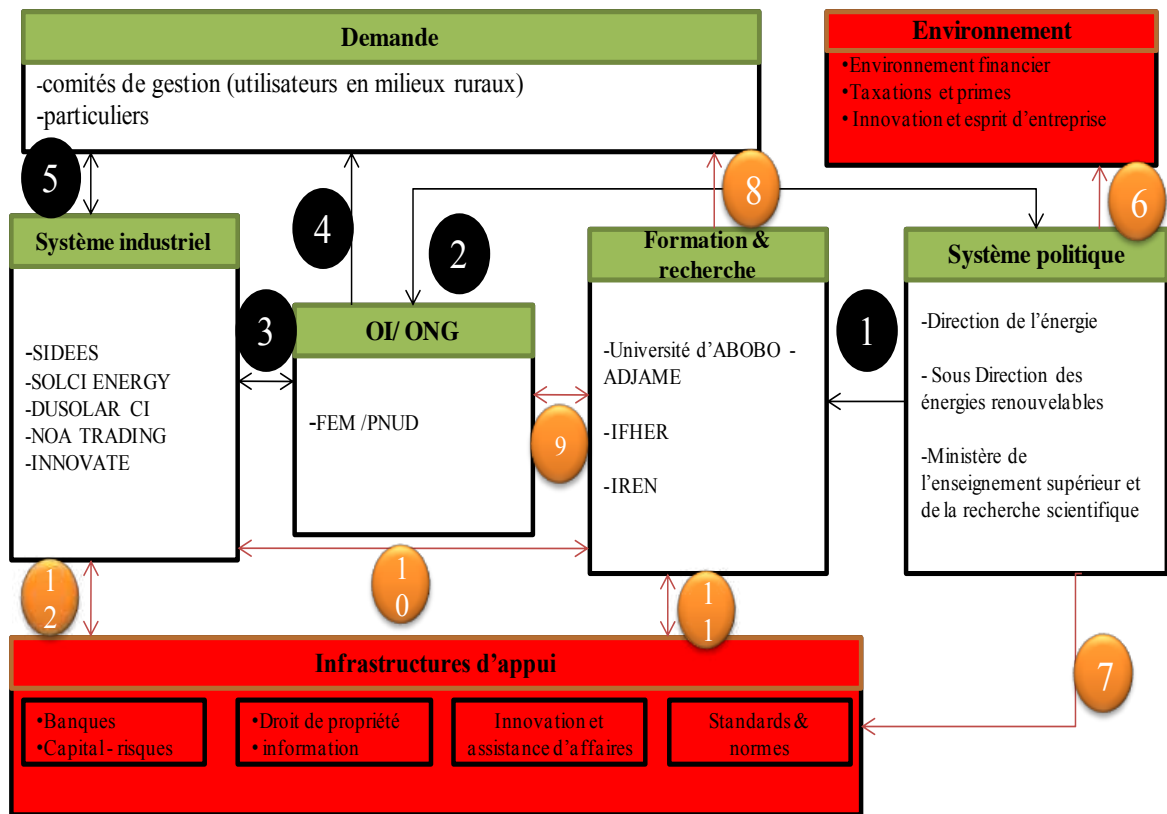 Demande
-comités de gestion (utilisateurs en milieux ruraux)
-particuliers
Environnement
•Environnement financier
•Taxations et primes
•Innovation et esprit d’entreprise
5
4
2
8
6
Système industriel
-SIDEES
-SOLCI ENERGY
-DUSOLAR CI
-NOA TRADING
-INNOVATE
3
OI/ ONG
-FEM /PNUD
9
Formation &
recherche
-Université d’ABOBO -
ADJAME
-IFHER
-IREN
1
Système politique
-Direction de l’énergie
- Sous Direction des
énergies renouvelables
-Ministère de
l’enseignement supérieur et
de la recherche scientifique
1
2
1
0
1
1
7
Infrastructures d’appui
•Banques
•Capital - risques
•Droit de propriété
•information
Innovation et
assistance d’affaires
Standards &
normes